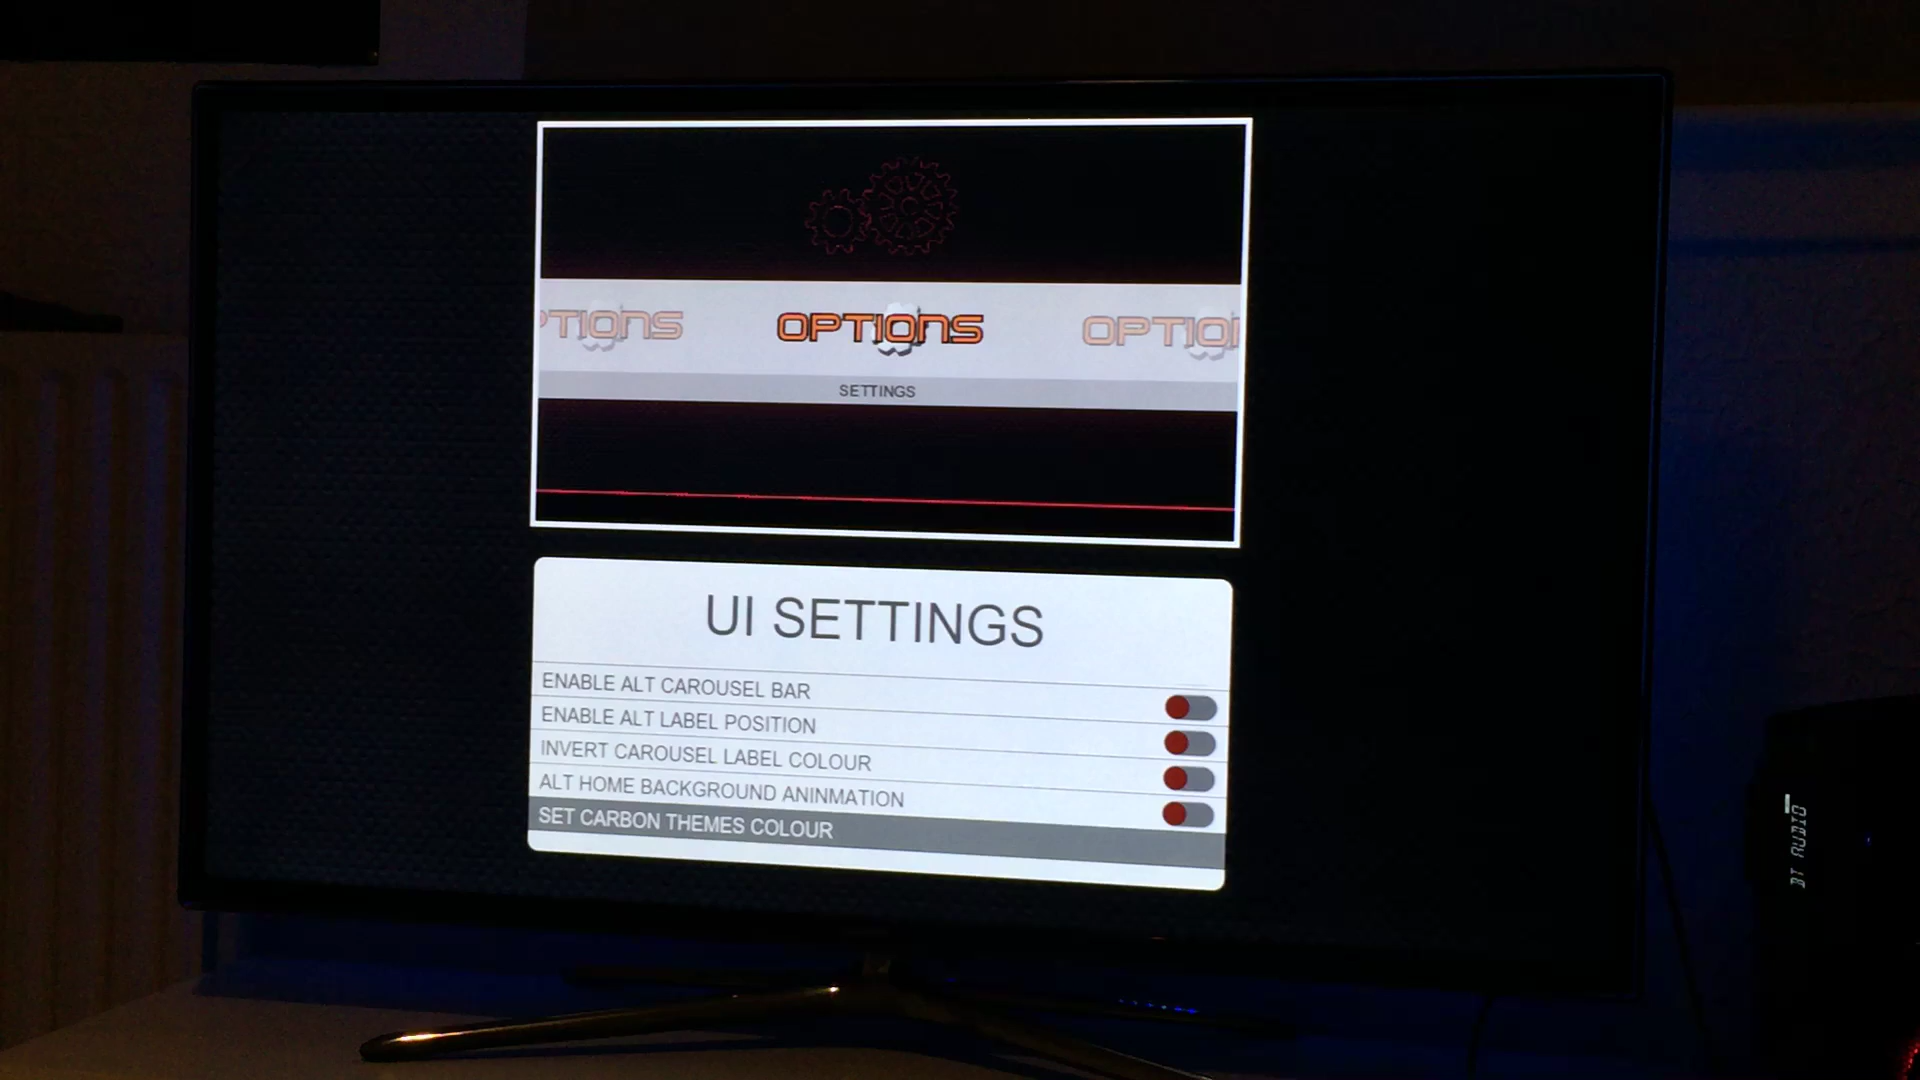 OPTIONS OPTIONS OPTIO
SETTINGS
UI SETTINGS
ENABLE ALT CAROUSEL BAR
ENABLE ALT LABEL POSITION
INVERT CAROUSEL LABEL COLOUR
ALT HOME BACKGROUND ANINMATION
SET CARBON THEMES COLOUR
BT AUDIO